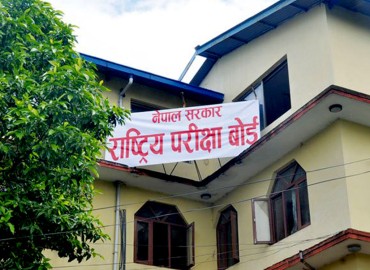 नेपाल सरकार
राष्ट्रिय परीक्षा बोर्ड